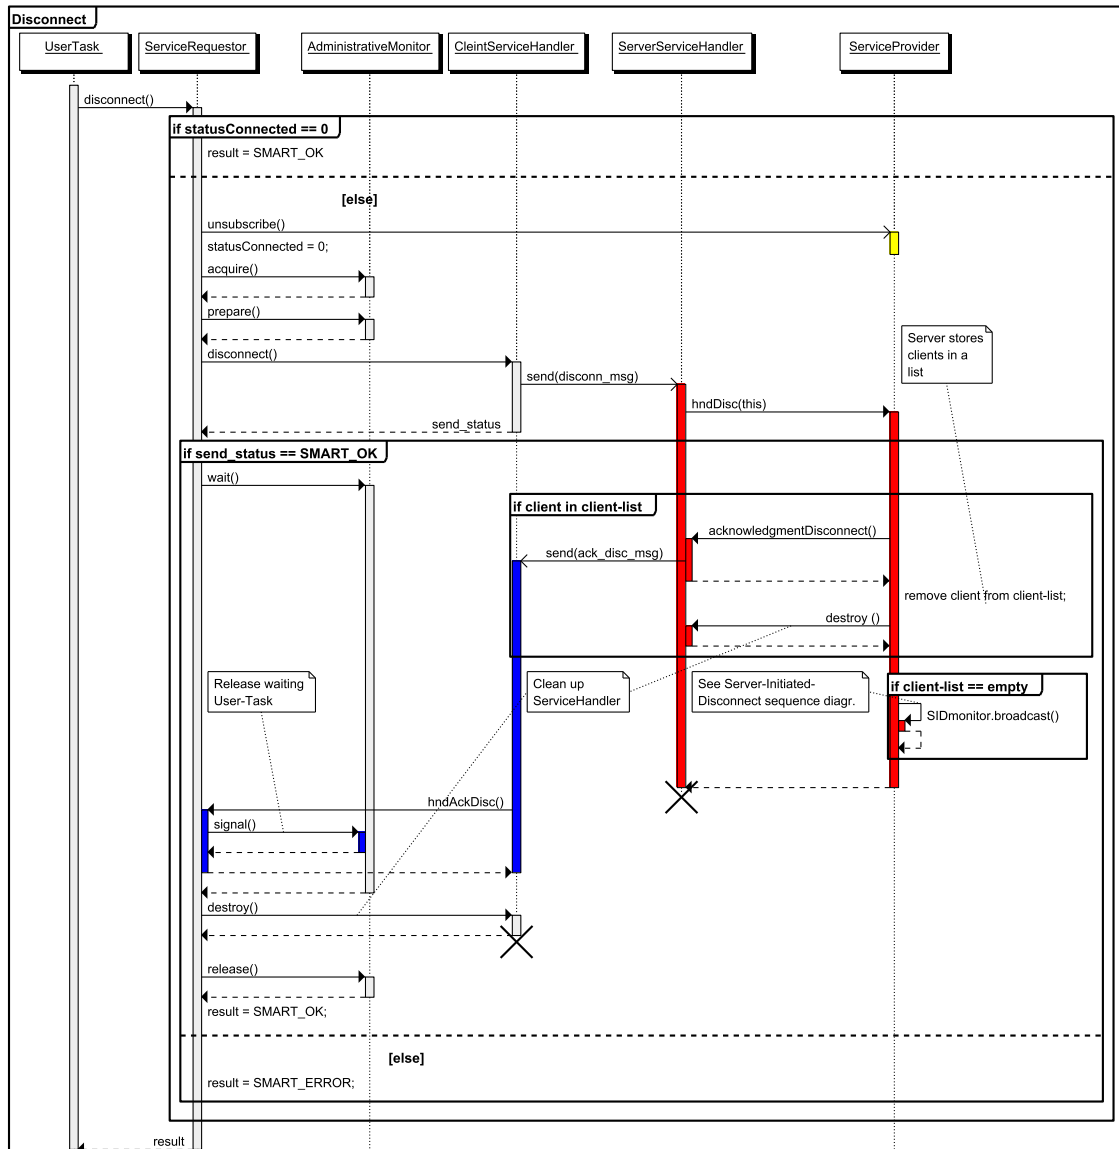 Disconnect
UserTask
ServiceRequestor
AdministrativeMonitor
CleintServiceHandler
ServerServiceHandler
ServiceProvider
disconnect()
if statusConnected == 0
result = SMART_OK
[else]
unsubscribe()
statusConnected = 0;
acquire()
prepare()
Server stores
clients in a
list
disconnect()
send(disconn_msg)
hndDisc(this)
send_status
if send_status == SMART_OK
wait()
if client in client-list
acknowledgmentDisconnect()
send(ack_disc_msg)
remove client from client-list;
destroy ()
Release waiting
User-Task
Clean up
ServiceHandler
See Server-Initiated-
Disconnect sequence diagr.
if client-list == empty
SIDmonitor.broadcast()
hndAckDisc()
signal()
destroy()
release()
result = SMART_OK;
[else]
result = SMART_ERROR;
result